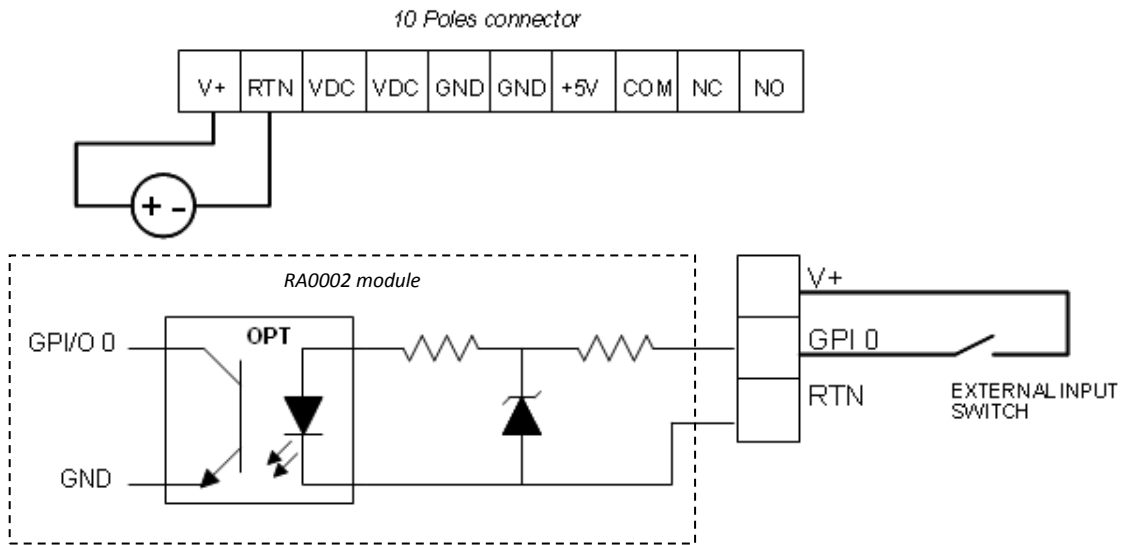 10 Poles connector
V+ RTN VDC VDC GND GND +5V COM NC NO
+ -
RA0002 module
V+
GPI/O 0 OPT GPI 0
RTN
EXTERNAL INPUT
SWITCH
GND